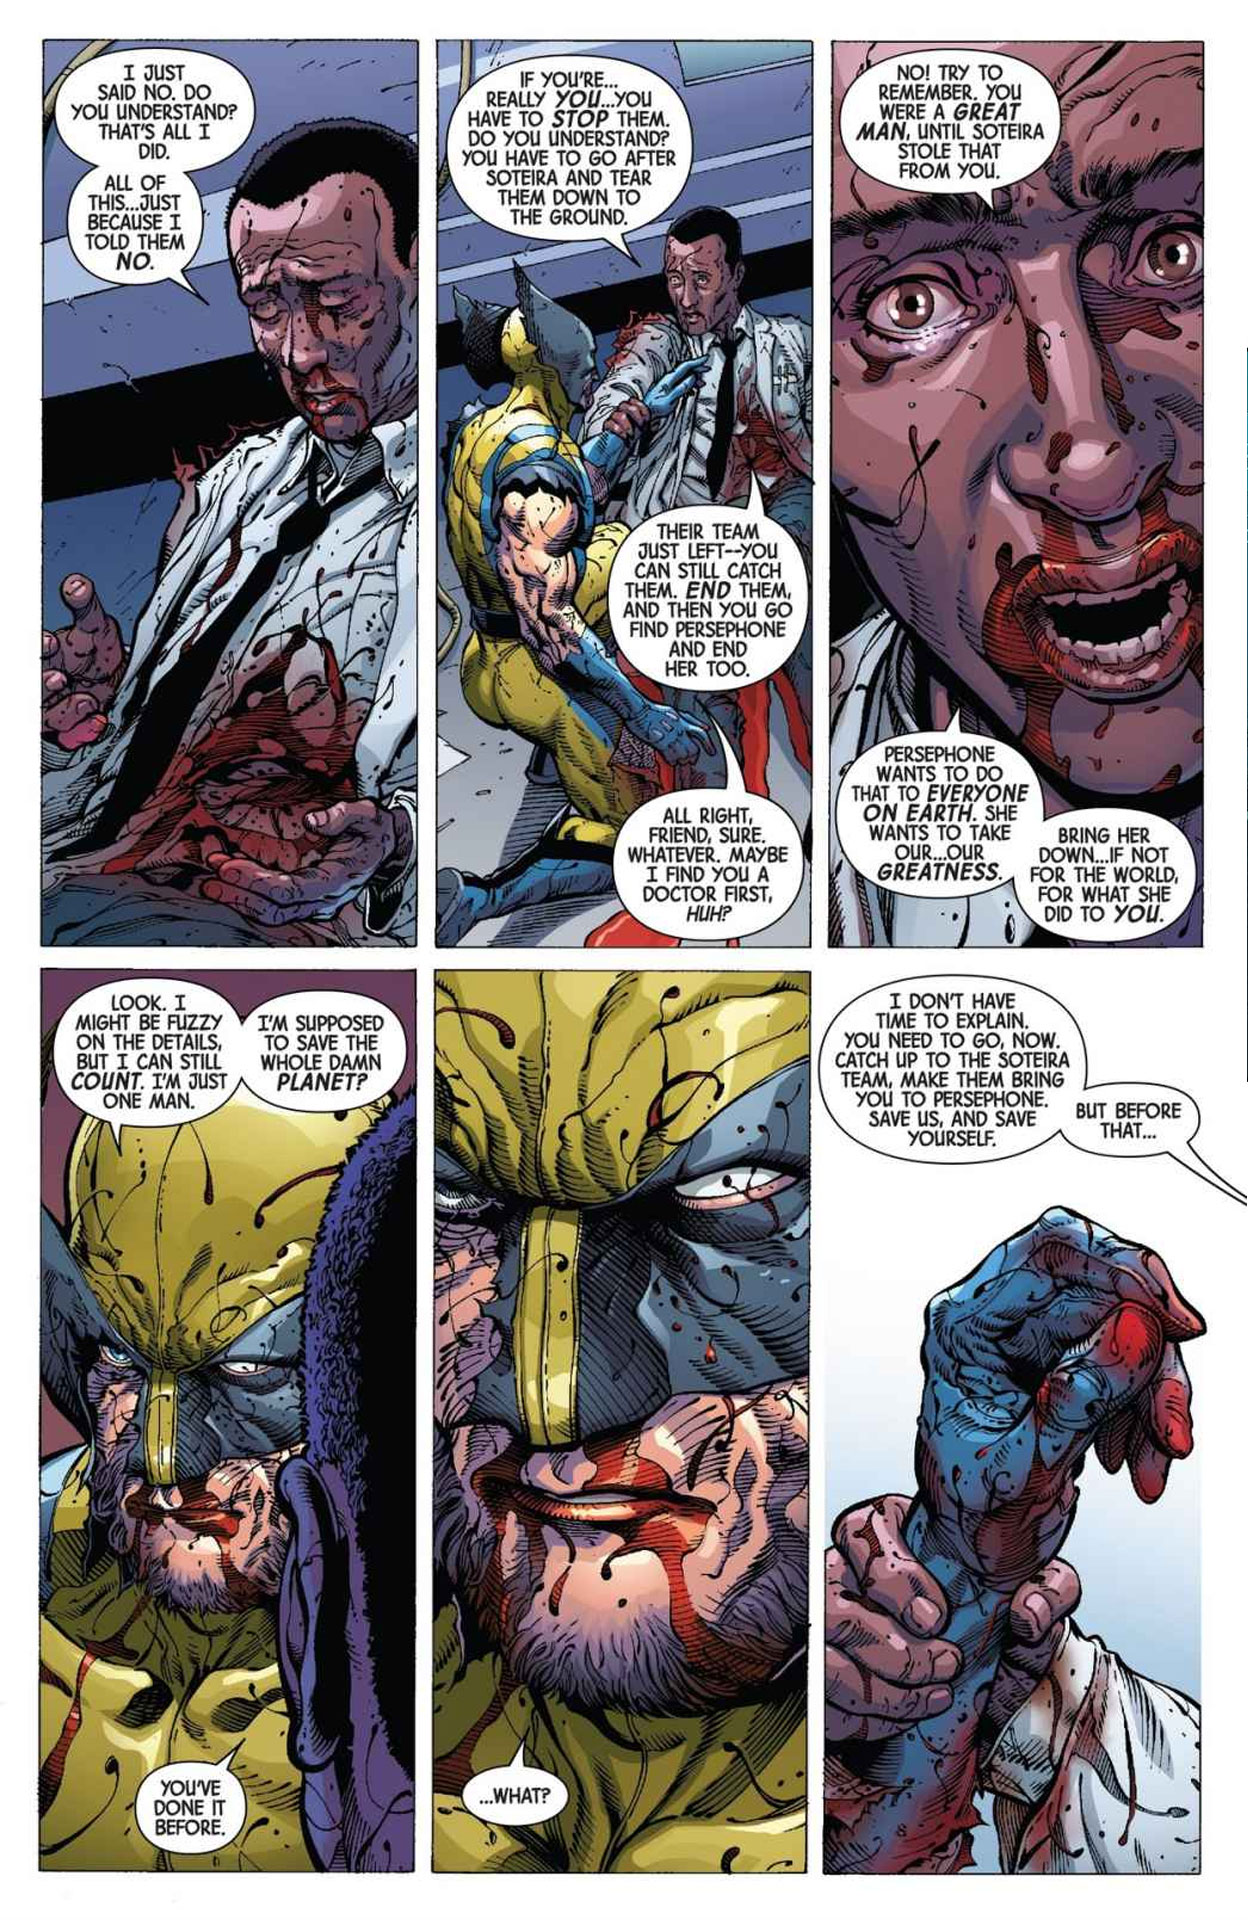 I JUST
SAID NO. DO
YOU UNDERSTAND?
THAT'S ALL I
DID.
ALL OF
THIS...JUST
BECAUSE I
TOLD THEM
NO.
IF YOU'RE...
REALLY YOU...YOU
HAVE TO STOP THEM.
DO YOU UNDERSTAND?
YOU HAVE TO GO AFTER
SOTEIRA AND TEAR
THEM DOWN TO
THE GROUND.
THEIR TEAM
JUST LEFT--YOU
CAN STILL CATCH
THEM. END THEM,
AND THEN YOU GO
FIND PERSEPHONE
AND END
HER TOO.
ALL RIGHT,
FRIEND, SURE.
WHATEVER. MAYBE
I FIND YOU A
DOCTOR FIRST,
HUH?
NO! TRY TO
REMEMBER. YOU
WERE A GREAT
MAN, UNTIL SOTEIRA
STOLE THAT
FROM YOU.
PERSEPHONE
WANTS TO DO
THAT TO EVERYONE
ON EARTH. SHE
WANTS TO TAKE
OUR...OUR
GREATNESS.
BRING HER
DOWN...IF NOT
FOR THE WORLD,
FOR WHAT SHE
DID TO YOU.
LOOK. I
MIGHT BE FUZZY
ON THE DETAILS,
BUT I CAN STILL
COUNT. I'M JUST
ONE MAN.
I'M SUPPOSED
TO SAVE THE
WHOLE DAMN
PLANET?
YOU'VE
DONE IT
BEFORE.
...WHAT?
I DON'T HAVE
TIME TO EXPLAIN.
YOU NEED TO GO, NOW.
CATCH UP TO THE SOTEIRA
TEAM, MAKE THEM BRING
YOU TO PERSEPHONE.
SAVE US, AND SAVE
YOURSELF.
BUT BEFORE
THAT...